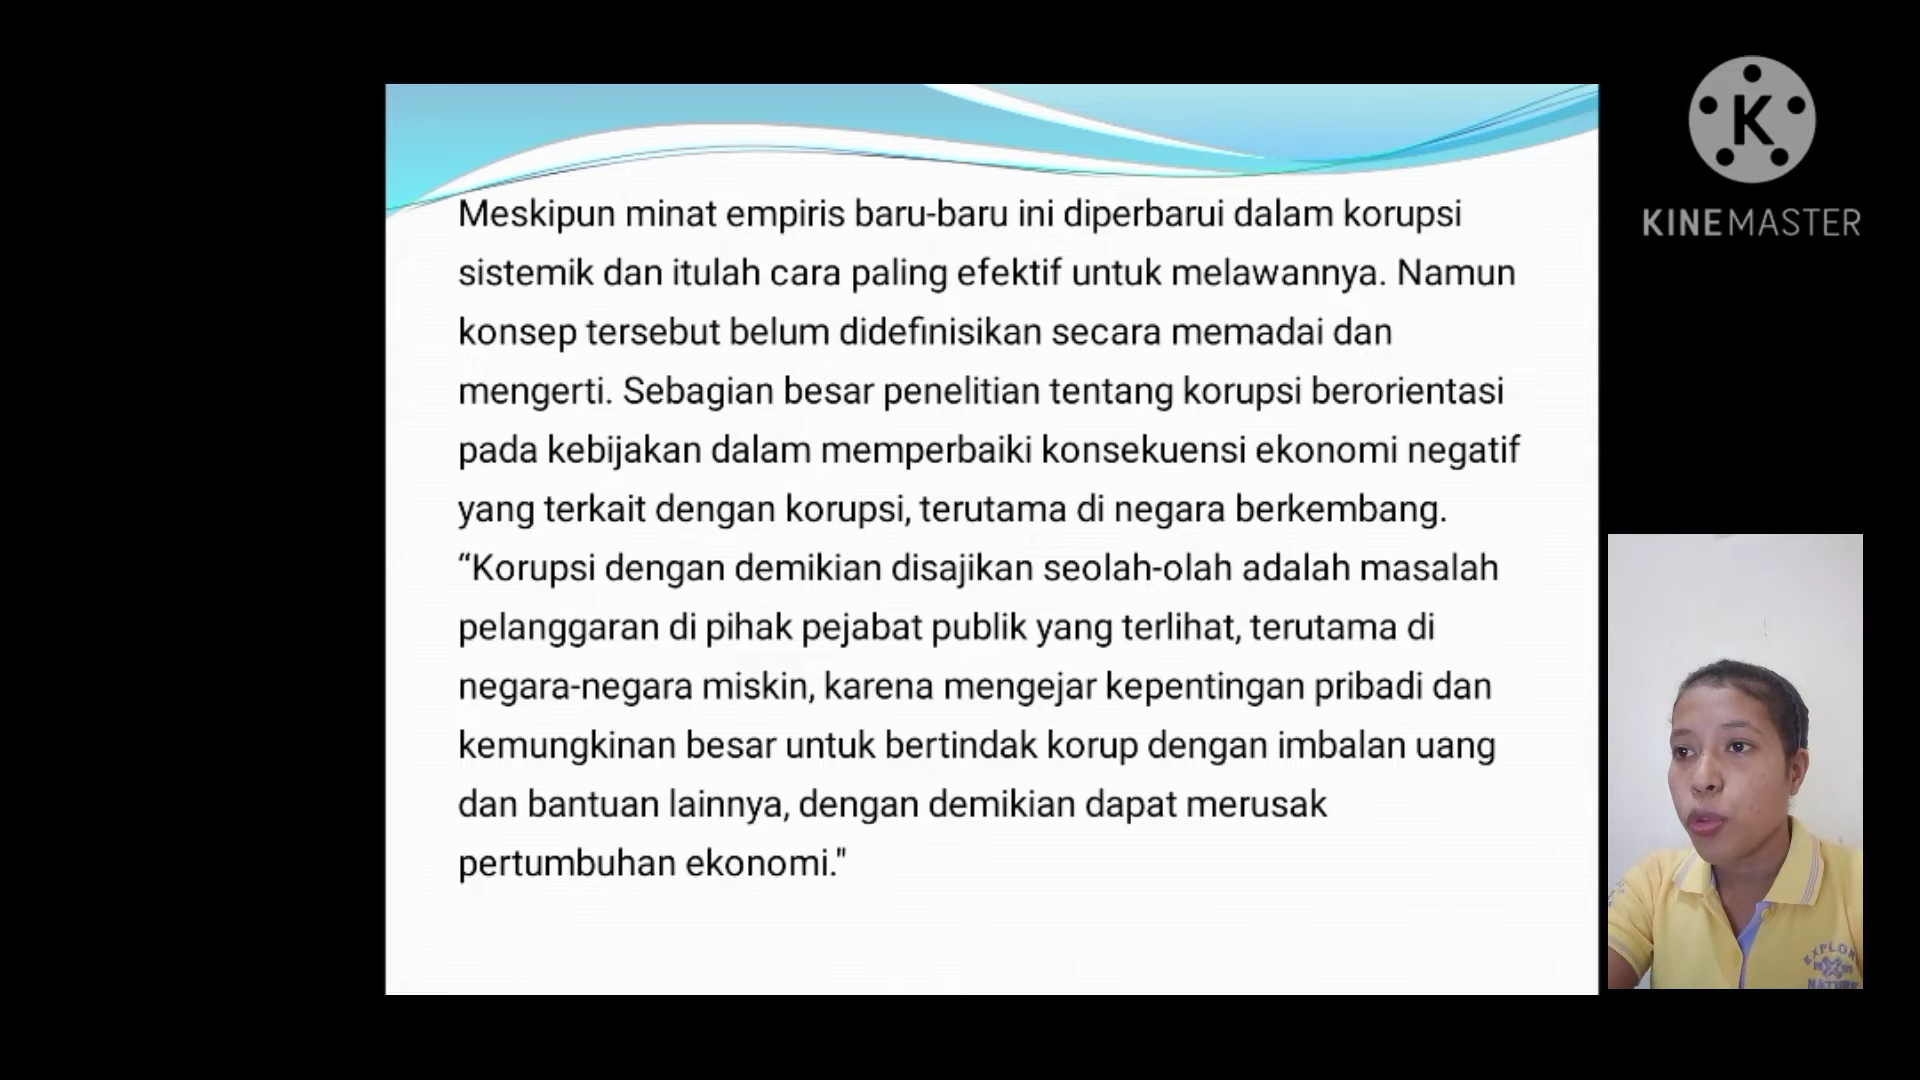 Meskipun minat empiris baru-baru ini diperbarui dalam korupsi
sistemik dan itulah cara paling efektif untuk melawannya. Namun
konsep tersebut belum didefinisikan secara memadai dan
mengerti. Sebagian besar penelitian tentang korupsi berorientasi
pada kebijakan dalam memperbaiki konsekuensi ekonomi negatif
yang terkait dengan korupsi, terutama di negara berkembang.
“Korupsi dengan demikian disajikan seolah-olah adalah masalah
pelanggaran di pihak pejabat publik yang terlihat, terutama di
negara-negara miskin, karena mengejar kepentingan pribadi dan
kemungkinan besar untuk bertindak korup dengan imbalan uang
dan bantuan lainnya, dengan demikian dapat merusak
pertumbuhan ekonomi."
K
KINEMASTER
EXPLOR
NATURE